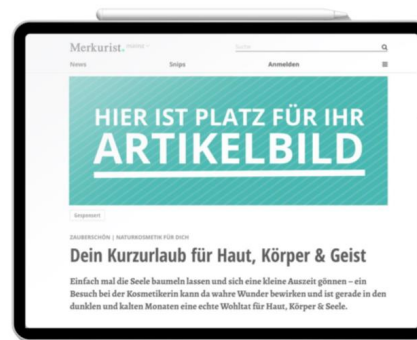 Merkurist.
Suche
News Snips Anmelden
HIER IST PLATZ FÜR IHR
ARTIKELBILD
Gesponsert
ZAUBERSCHÖN | NATURKOSMETIK FÜR DICH
Dein Kurzurlaub für Haut, Körper & Geist
Einfach mal die Seele baumeln lassen und sich eine kleine Auszeit gönnen – ein
Besuch bei der Kosmetikerin kann da wahre Wunder bewirken und ist gerade in den
dunklen und kalten Monaten eine echte Wohltat für Haut, Körper & Seele.